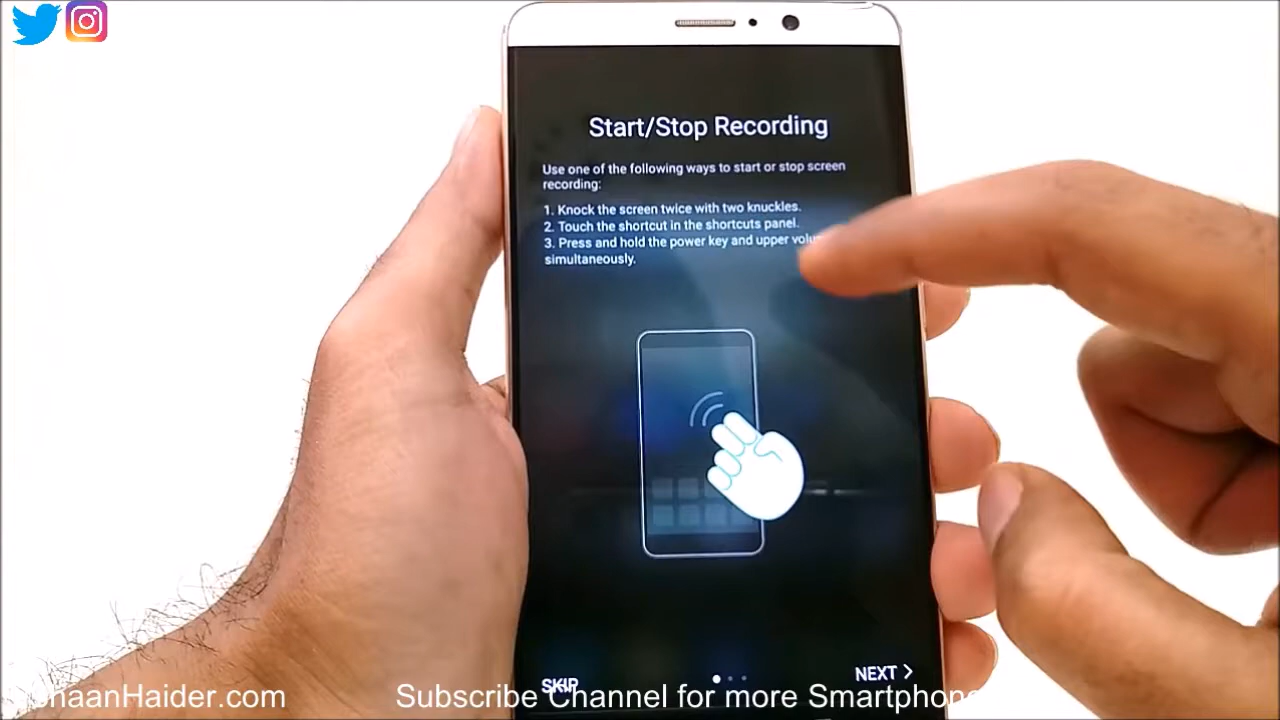 Start/Stop Recording
Use one of the following ways to start or stop screen
recording:
1. Knock the screen twice with two knuckles.
2. Touch the shortcut in the shortcuts panel.
3. Press and hold the power key and upper
simultaneously.
SKIP
NEXT
Subscribe Channel for more Smartphone